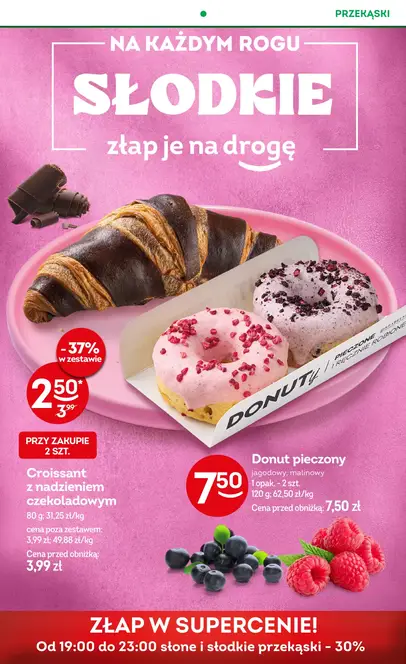 PRZEKĄSKI
NA KAŻDYM ROGU
SŁODKIE
złap je na drogę
-37%
w zestawie
2,50*
3,99
PRZY ZAKUPIE
2 SZT.
Croissant
z nadzieniem
czekoladowym
80 g; 31,25 zł/kg
cena poza zestawem:
3,99 zł; 49,88 zł/kg
Cena przed obniżką:
3,99 zł
DONUTY
PIECZONE
I RĘCZNIE ROBIONE
7,50
Donut pieczony
jagodowy, malinowy
1 opak. - 2 szt.
120 g; 62,50 zł/kg
Cena przed obniżką: 7,50 zł
ZŁAP W SUPERCENIE!
Od 19:00 do 23:00 słone i słodkie przekąski - 30%